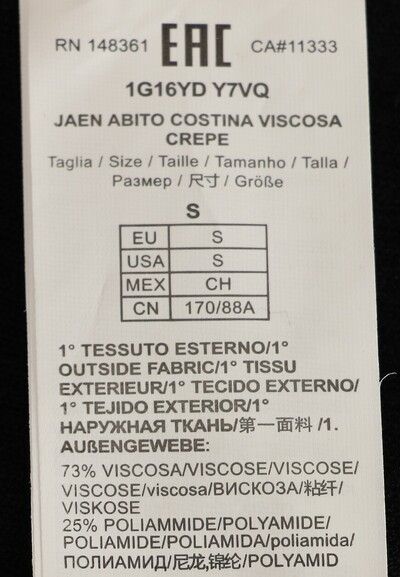 RN 148361 EAC CA#11333
1G16YD Y7VQ
JAEN ABITO COSTINA VISCOSA
CREPE
Taglia / Size / Taille / Tamanho / Talla /
Размер / 尺寸 / Größe
S
EU S
USA S
MEX CH
CN 170/88A
1° TESSUTO ESTERNO/1°
OUTSIDE FABRIC/1° TISSU
EXTERIEUR/1° TECIDO EXTERNO/
1° TEJIDO EXTERIOR/1°
НАРУЖНАЯ ТКАНЬ/第一面料 /1.
AUßENGEWEBE:
73% VISCOSA/VISCOSE/VISCOSE/
VISCOSE/viscosa/ВИСКОЗА/粘纤/
VISKOSE
25% POLIAMMIDE/POLYAMIDE/
POLIAMIDE/POLIAMIDA/poliamida/
ПОЛИАМИД/尼龙,锦纶/POLYAMID